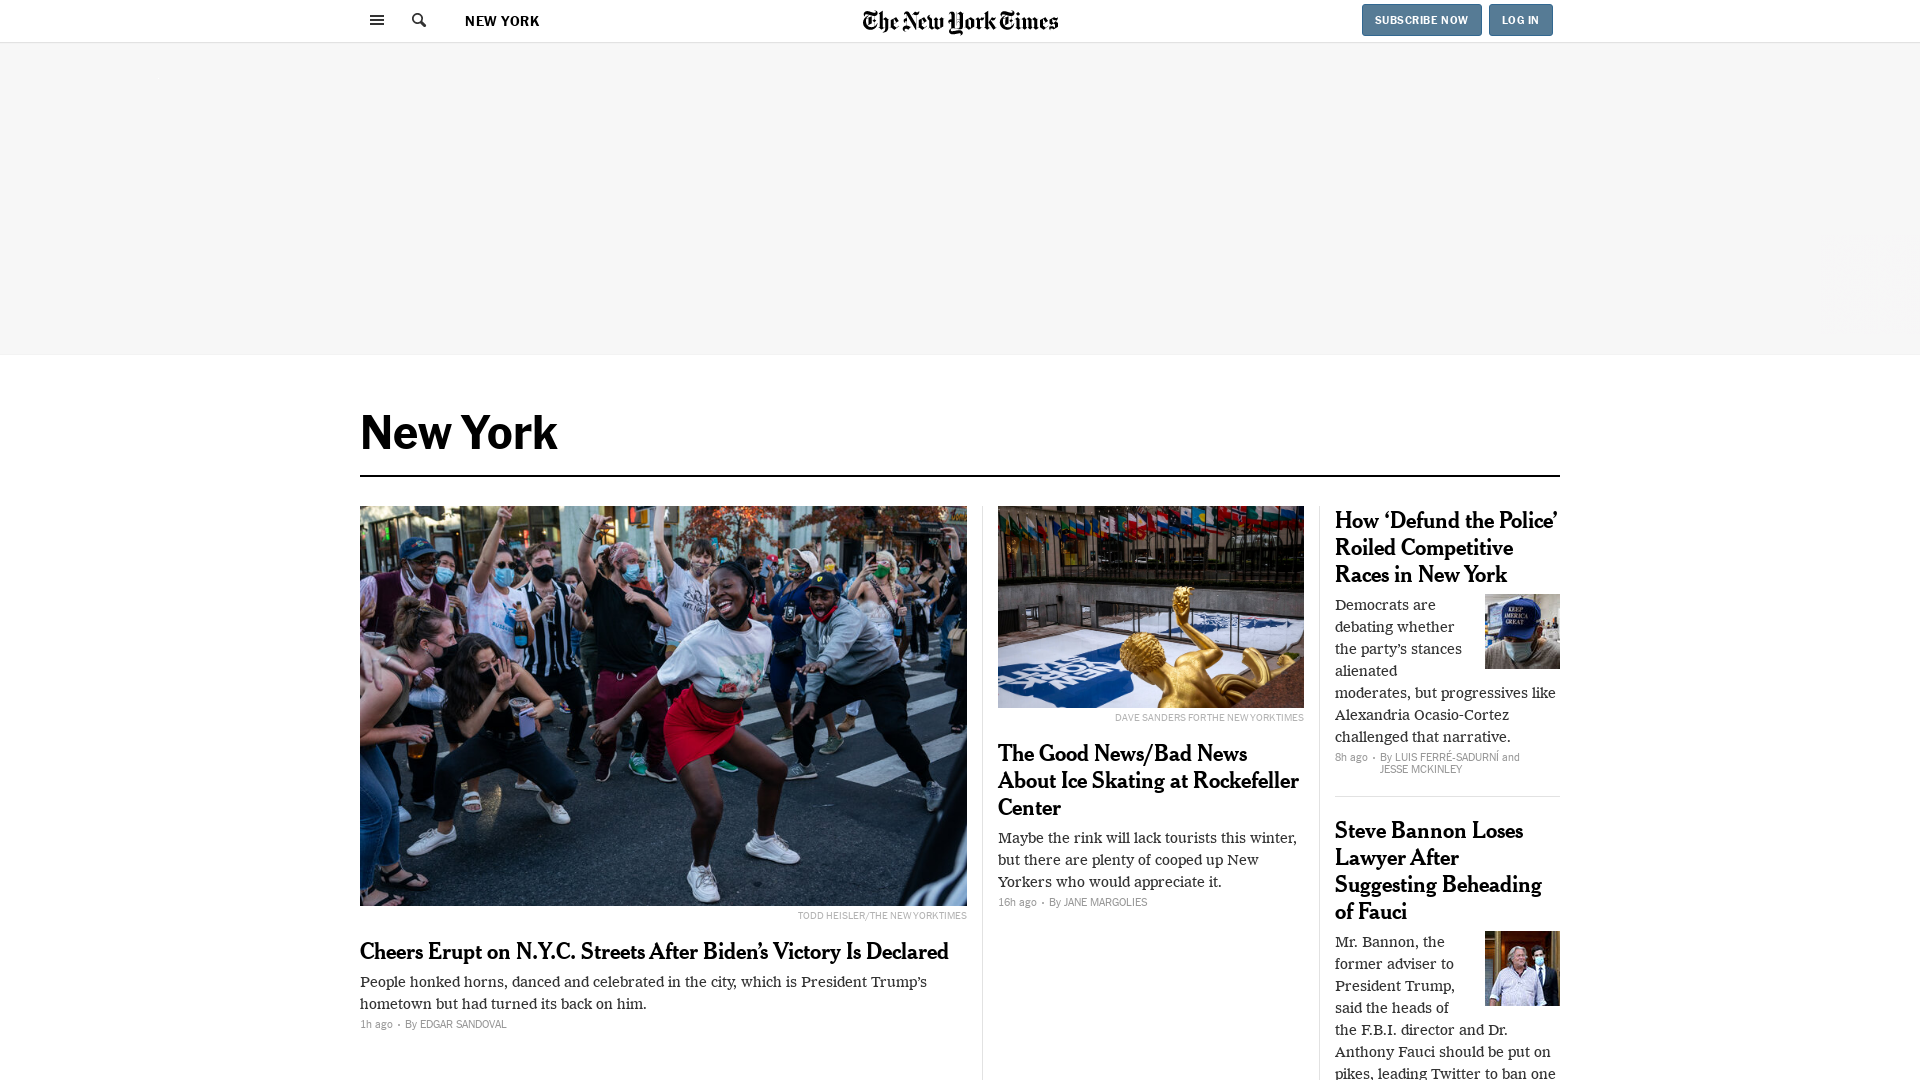 NEW YORK
The New York Times
SUBSCRIBE NOW
LOG IN
New York
TODD HEISLER/THE NEW YORK TIMES
Cheers Erupt on N.Y.C. Streets After Biden’s Victory Is Declared
People honked horns, danced and celebrated in the city, which is President Trump’s
hometown but had turned its back on him.
1h ago • By EDGAR SANDOVAL
NEW YORK
DAVE SANDERS FOR THE NEW YORK TIMES
The Good News/Bad News
About Ice Skating at Rockefeller
Center
Maybe the rink will lack tourists this winter,
but there are plenty of cooped up New
Yorkers who would appreciate it.
16h ago • By JANE MARGOLIES
How ‘Defund the Police’
Roiled Competitive
Races in New York
KEEP
AMERICA
GREAT
Democrats are
debating whether
the party’s stances
alienated
moderates, but progressives like
Alexandria Ocasio-Cortez
challenged that narrative.
8h ago • By LUIS FERRÉ-SADURNÍ and
JESSE MCKINLEY
Steve Bannon Loses
Lawyer After
Suggesting Beheading
of Fauci
Mr. Bannon, the
former adviser to
President Trump,
said the heads of
the F.B.I. director and Dr.
Anthony Fauci should be put on
pikes, leading Twitter to ban one